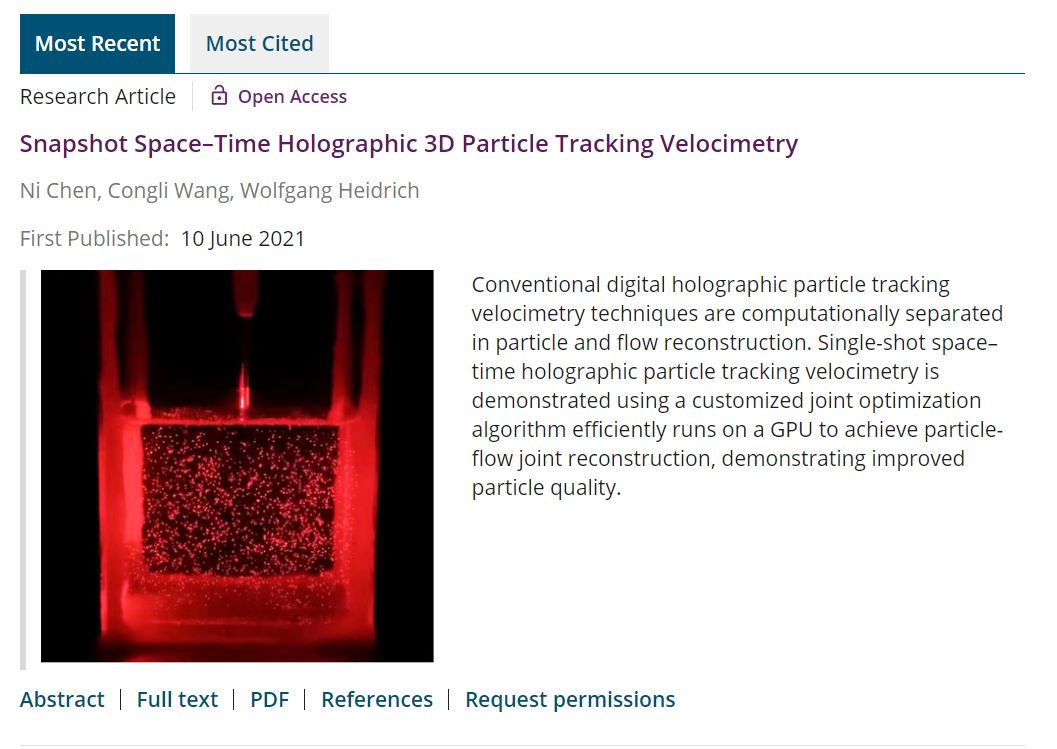 Most Recent
Most Cited
Research Article
Open Access
Snapshot Space–Time Holographic 3D Particle Tracking Velocimetry
Ni Chen, Congli Wang, Wolfgang Heidrich
First Published: 10 June 2021
Conventional digital holographic particle tracking
velocimetry techniques are computationally separated
in particle and flow reconstruction. Single-shot space–
time holographic particle tracking velocimetry is
demonstrated using a customized joint optimization
algorithm efficiently runs on a GPU to achieve particle-
flow joint reconstruction, demonstrating improved
particle quality.
Abstract | Full text | PDF | References | Request permissions